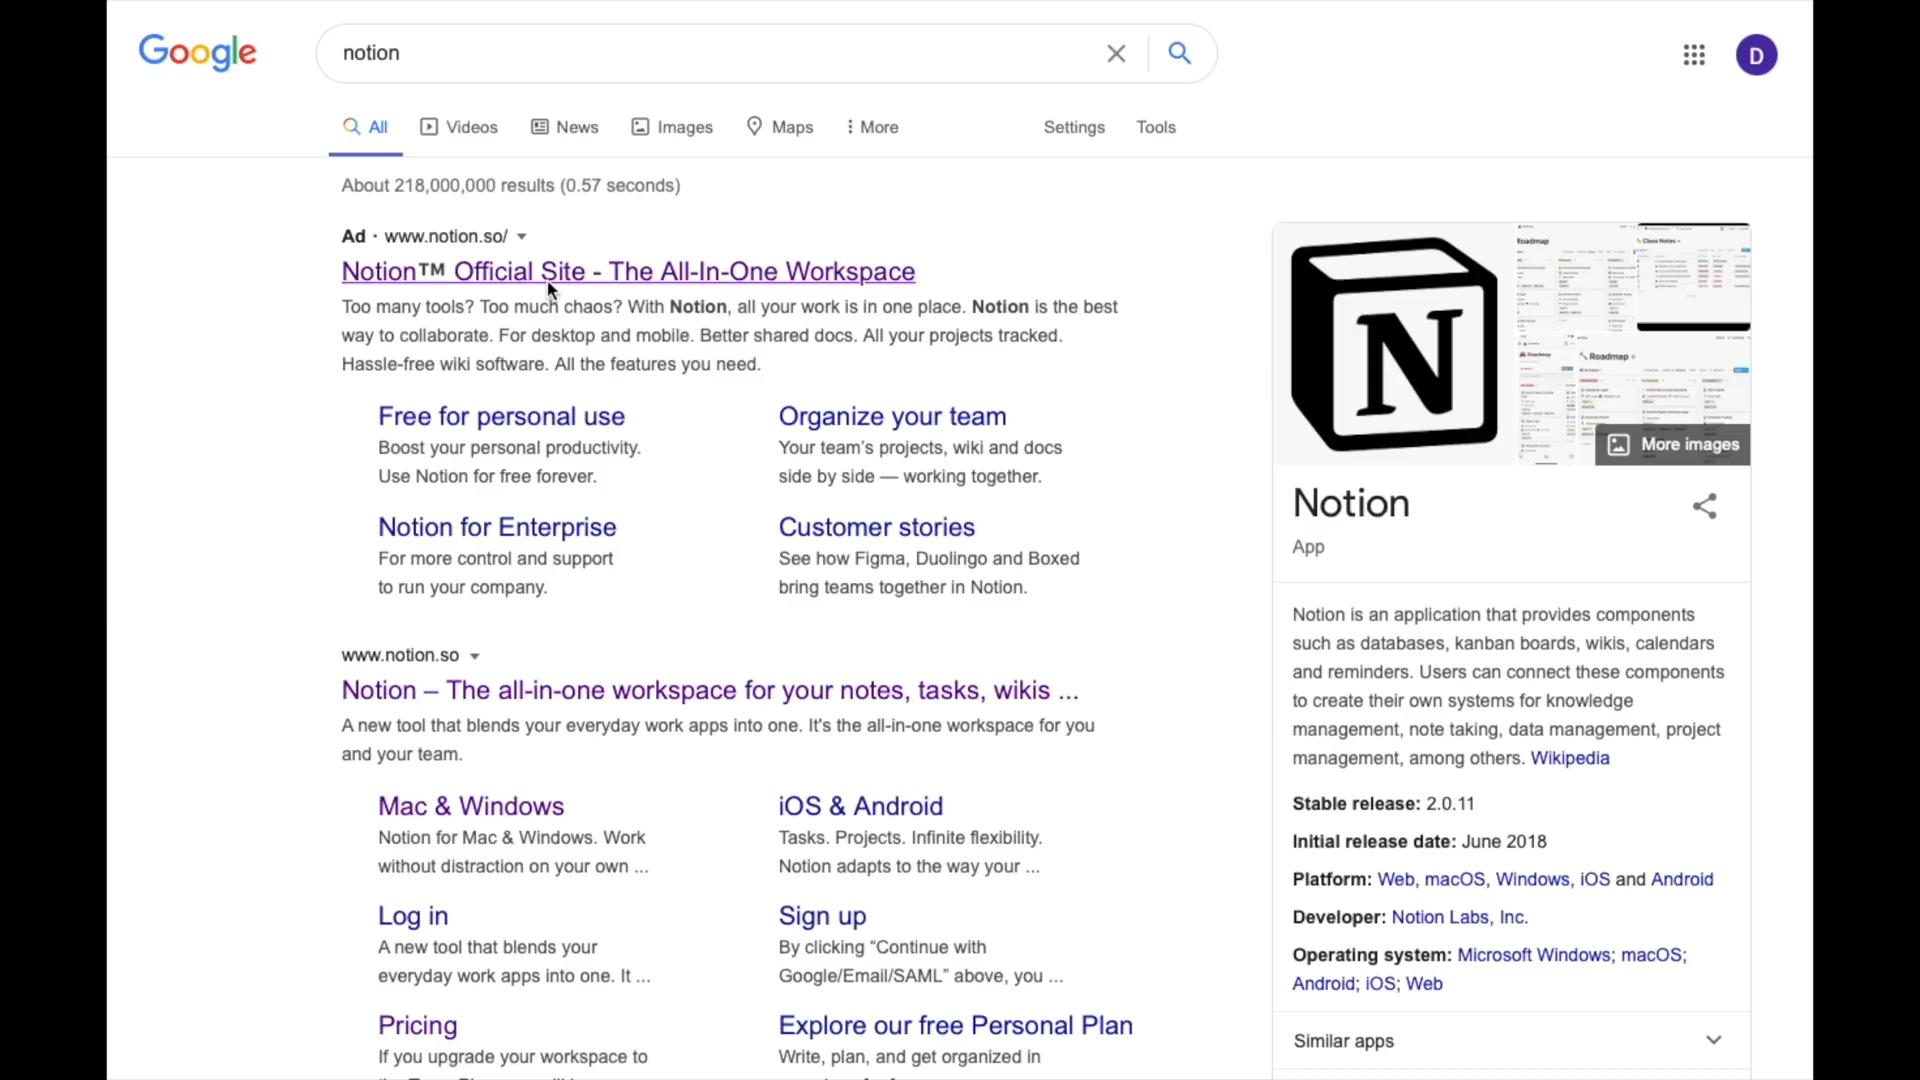 Google
notion
D
All
Videos
News
Images
Maps
More
Settings
Tools
About 218,000,000 results (0.57 seconds)
Ad · www.notion.so/
Notion™ Official Site - The All-In-One Workspace
Too many tools? Too much chaos? With Notion, all your work is in one place. Notion is the best
way to collaborate. For desktop and mobile. Better shared docs. All your projects tracked.
Hassle-free wiki software. All the features you need.
Free for personal use
Boost your personal productivity.
Use Notion for free forever.
Organize your team
Your team's projects, wiki and docs
side by side — working together.
Notion for Enterprise
For more control and support
to run your company.
Customer stories
See how Figma, Duolingo and Boxed
bring teams together in Notion.
www.notion.so
Notion – The all-in-one workspace for your notes, tasks, wikis ...
A new tool that blends your everyday work apps into one. It's the all-in-one workspace for you
and your team.
Mac & Windows
Notion for Mac & Windows. Work
without distraction on your own ...
iOS & Android
Tasks. Projects. Infinite flexibility.
Notion adapts to the way your ...
Log in
A new tool that blends your
everyday work apps into one. It ...
Sign up
By clicking “Continue with
Google/Email/SAML” above, you ...
Pricing
If you upgrade your workspace to
Explore our free Personal Plan
Write, plan, and get organized in
N
Roadmap
Class Notes
Roadmap
Roadmap
More images
Notion
App
Notion is an application that provides components
such as databases, kanban boards, wikis, calendars
and reminders. Users can connect these components
to create their own systems for knowledge
management, note taking, data management, project
management, among others. Wikipedia
Stable release: 2.0.11
Initial release date: June 2018
Platform: Web, macOS, Windows, iOS and Android
Developer: Notion Labs, Inc.
Operating system: Microsoft Windows; macOS;
Android; iOS; Web
Similar apps